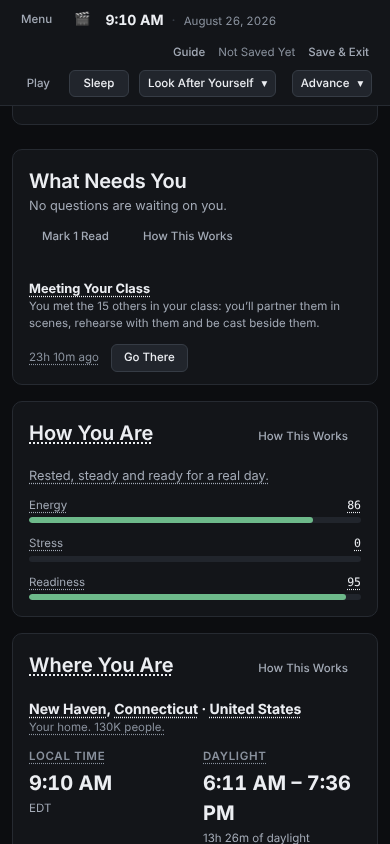 Menu 🎬 9:10 AM · August 26, 2026
Guide Not Saved Yet Save & Exit
Play Sleep Look After Yourself ▾ Advance ▾
What Needs You
No questions are waiting on you.
Mark 1 Read How This Works
Meeting Your Class
You met the 15 others in your class: you’ll partner them in
scenes, rehearse with them and be cast beside them.
23h 10m ago Go There
How You Are How This Works
Rested, steady and ready for a real day.
Energy 86
Stress 0
Readiness 95
Where You Are How This Works
New Haven, Connecticut · United States
Your home. 130K people.
LOCAL TIME DAYLIGHT
9:10 AM 6:11 AM – 7:36
PM
EDT
13h 26m of daylight